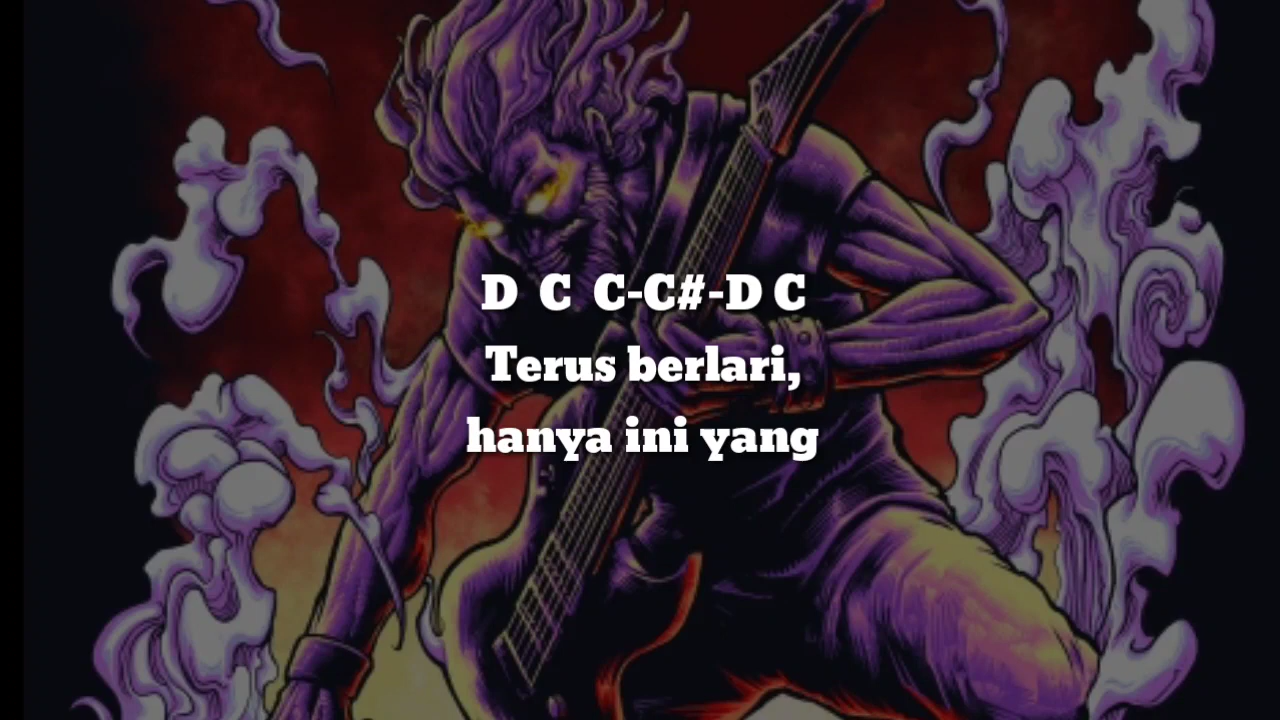 D C C-C#-D C
Terus berlari,
hanya ini yang